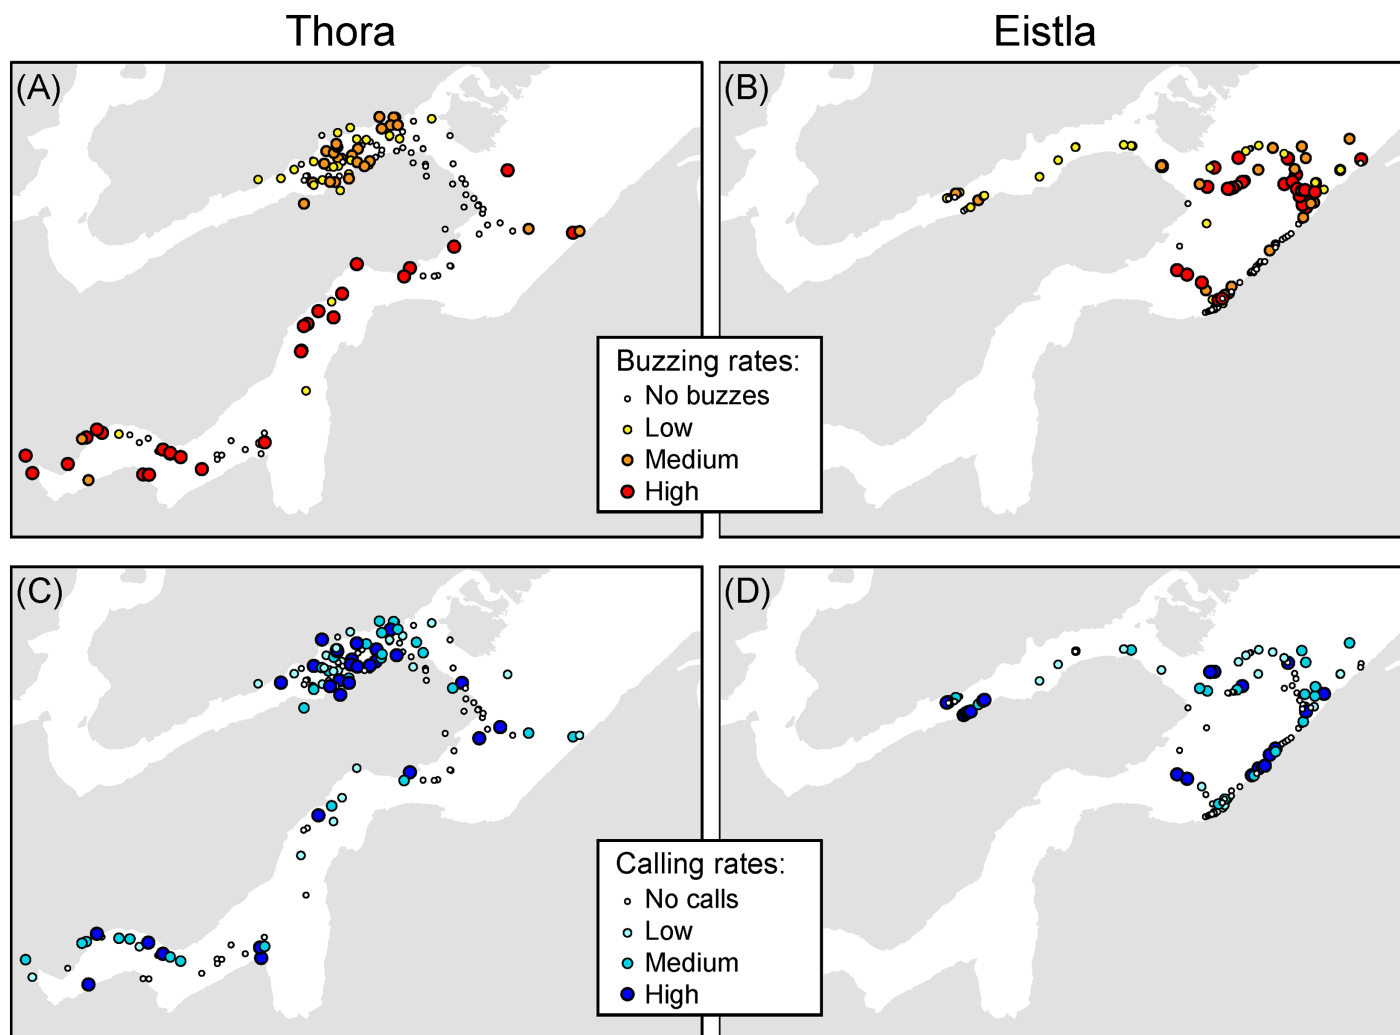 Thora
Eistla
(A)
(B)
Buzzing rates:
No buzzes
Low
Medium
High
(C)
(D)
Calling rates:
No calls
Low
Medium
High